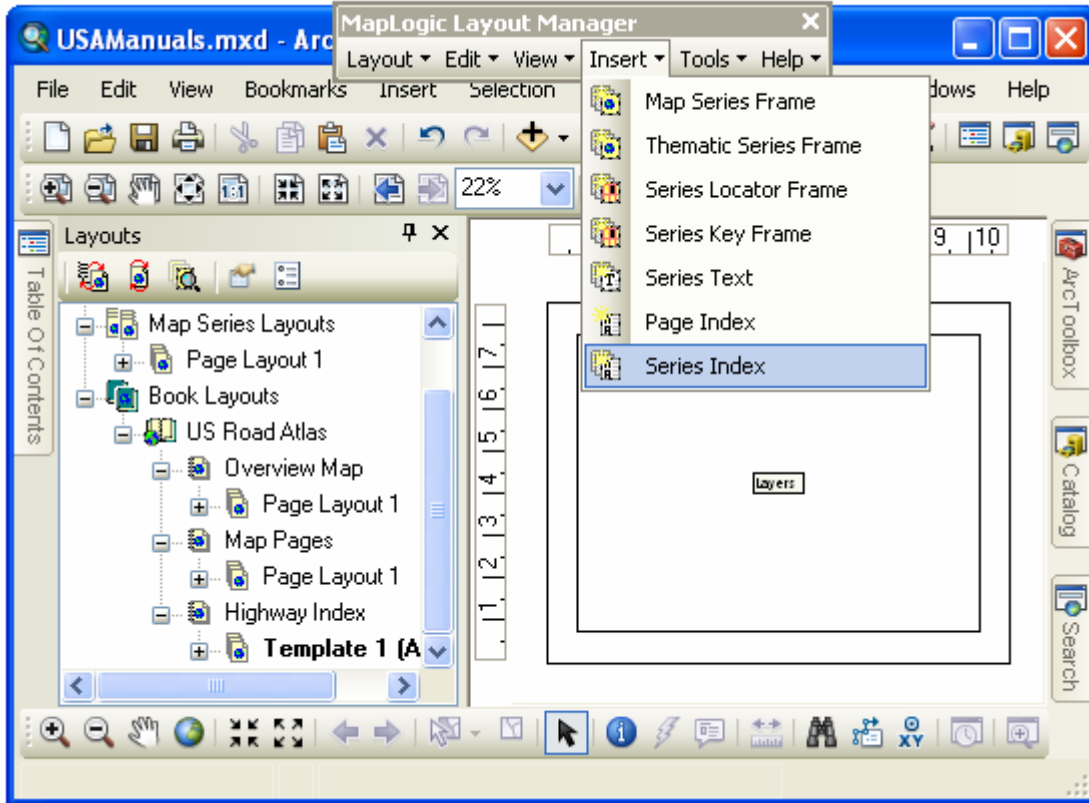 USAManuals.mxd - Arc
MapLogic Layout Manager
Layout Edit View Insert Tools Help
File Edit View Bookmarks Insert Selection dows Help
Map Series Frame
Thematic Series Frame
Series Locator Frame
Series Key Frame
Series Text
Page Index
Series Index
1:1
22%
Layouts
Table Of Contents
Map Series Layouts
Page Layout 1
Book Layouts
US Road Atlas
Overview Map
Page Layout 1
Map Pages
Page Layout 1
Highway Index
Template 1 (A
9 10
7
6
5
4
3
2
1
Layers
ArcToolbox
Catalog
Search
XY